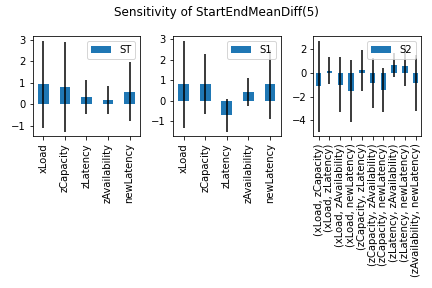 Sensitivity of StartEndMeanDiff(5)
ST
3
2
1
0
−1
xLoad
zCapacity
zLatency
zAvailability
newLatency
S1
3
2
1
0
−1
xLoad
zCapacity
zLatency
zAvailability
newLatency
S2
2
0
−2
−4
(xLoad, zCapacity)
(xLoad, zLatency)
(xLoad, zAvailability)
(xLoad, newLatency)
(zCapacity, zLatency)
(zCapacity, zAvailability)
(zCapacity, newLatency)
(zLatency, zAvailability)
(zLatency, newLatency)
(zAvailability, newLatency)